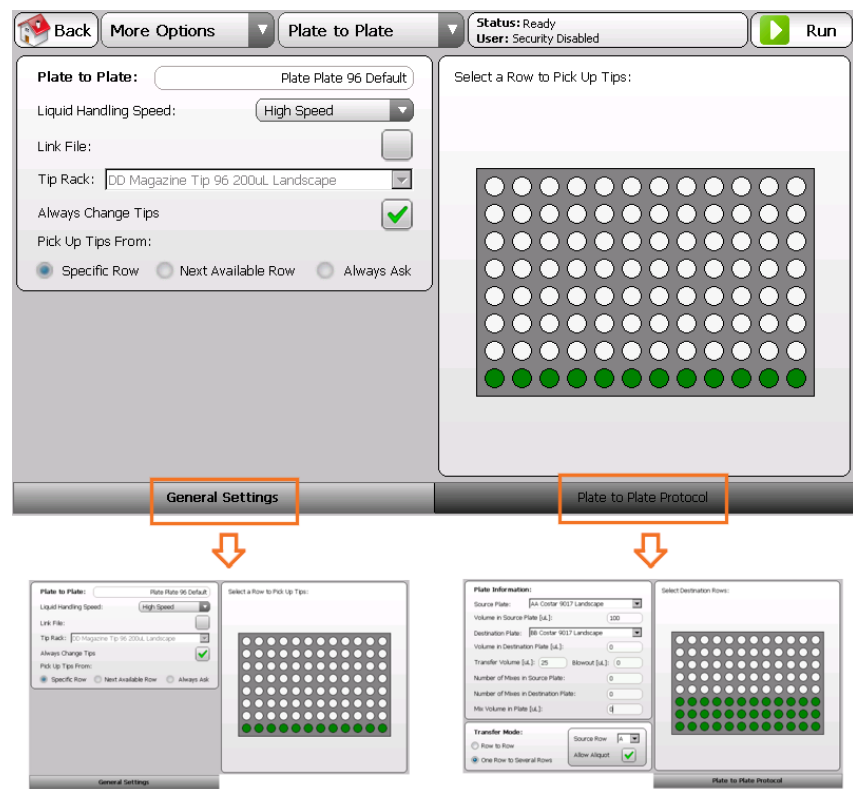 Back
More Options
Plate to Plate
Status: Ready
User: Security Disabled
Run
Plate to Plate: Plate Plate 96 Default
Liquid Handling Speed: High Speed
Link File:
Tip Rack: DD Magazine Tip 96 200uL Landscape
Always Change Tips
Pick Up Tips From:
Specific Row Next Available Row Always Ask
Select a Row to Pick Up Tips:
General Settings
Plate to Plate Protocol
Plate to Plate: Plate Plate 96 Default
Liquid Handling Speed: High Speed
Link File:
Tip Rack: DD Magazine Tip 96 200uL Landscape
Always Change Tips
Pick Up Tips From:
Specific Row Next Available Row Always Ask
Select a Row to Pick Up Tips:
General Settings
Plate Information:
Source Plate: AA Costar 9017 Landscape
Volume in Source Plate [uL]: 100
Destination Plate: BB Costar 9017 Landscape
Volume in Destination Plate [uL]: 0
Transfer Volume [uL]: 25 Blowout [uL]: 0
Number of Mixes in Source Plate: 0
Number of Mixes in Destination Plate: 0
Mix Volume in Plate [uL]: 0
Transfer Mode:
Row to Row
One Row to Several Rows
Source Row A
Allow Aliquot
Select Destination Rows:
Plate to Plate Protocol